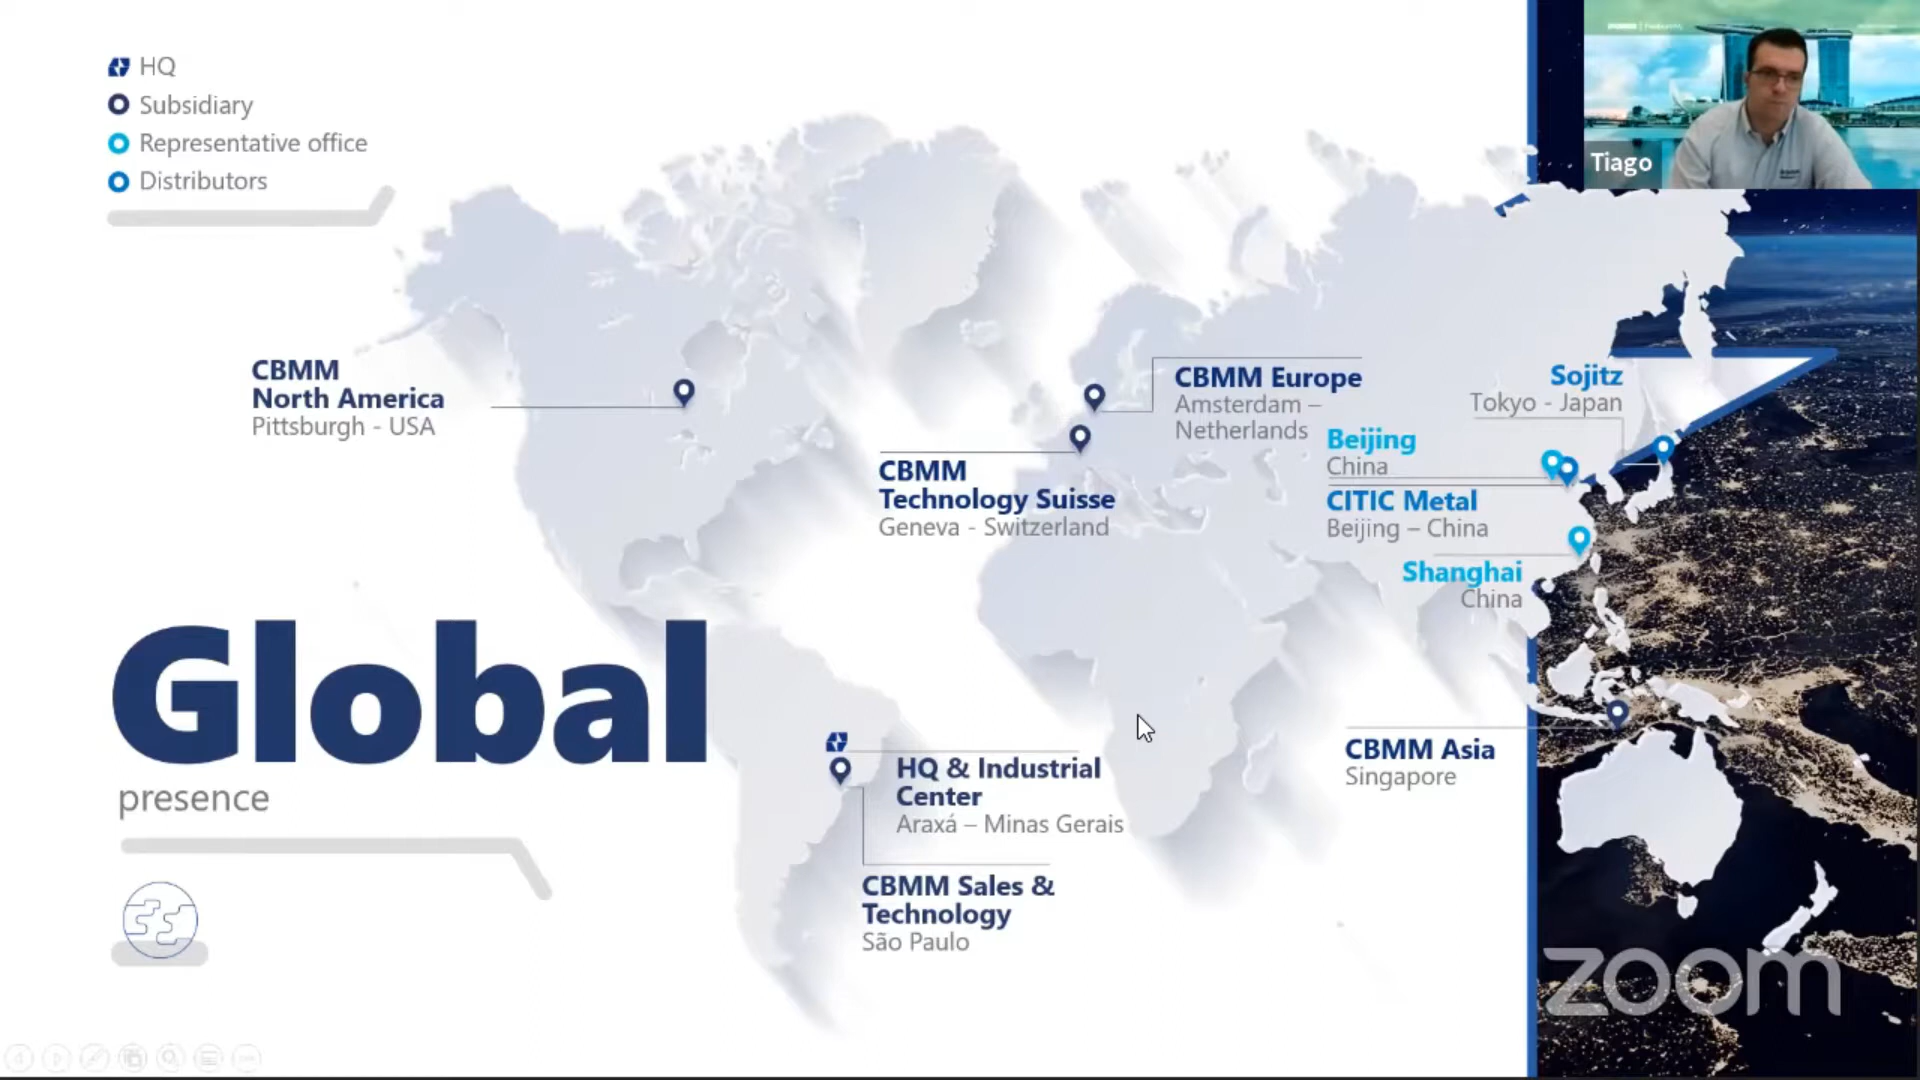 HQ
Subsidiary
Representative office
Distributors
Tiago
CBMM
North America
Pittsburgh - USA
CBMM Europe
Amsterdam –
Netherlands
Sojitz
Tokyo - Japan
Beijing
China
CBMM
Technology Suisse
Geneva - Switzerland
CITIC Metal
Beijing – China
Shanghai
China
Global
presence
HQ & Industrial
Center
Araxá – Minas Gerais
CBMM Asia
Singapore
CBMM Sales &
Technology
São Paulo
zoom